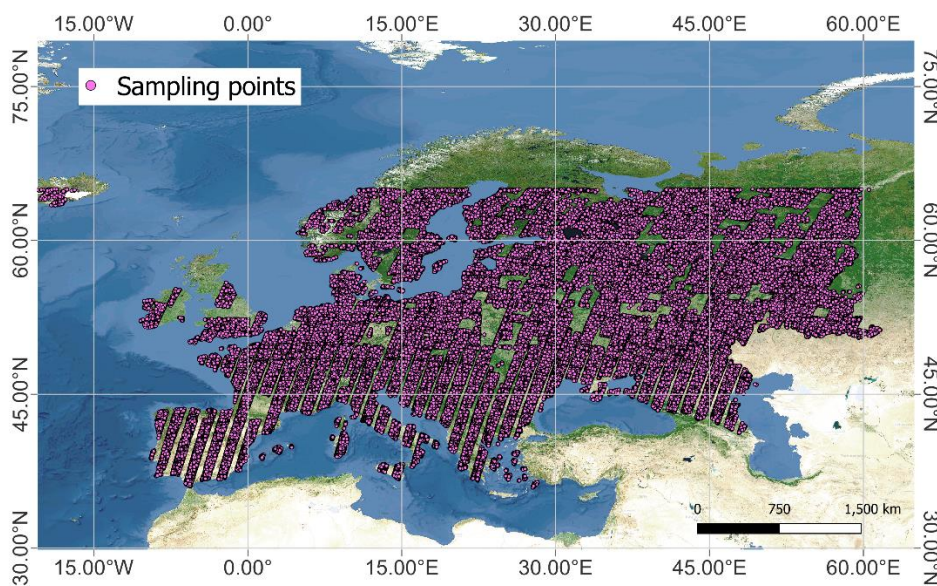 15.00°W 0.00° 15.00°E 30.00°E 45.00°E 60.00°E
Sampling points
75.00°N 75.00°N
60.00°N 60.00°N
45.00°N 45.00°N
30.00°N 30.00°N
0 750 1,500 km
15.00°W 0.00° 15.00°E 30.00°E 45.00°E 60.00°E